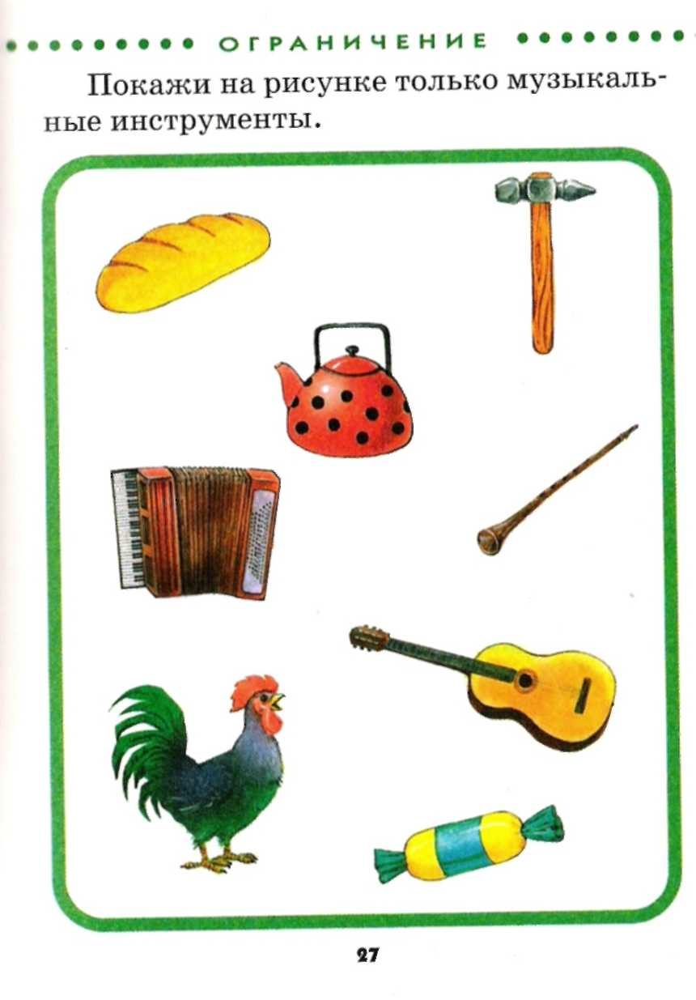 ОГРАНИЧЕНИЕ
Покажи на рисунке только музыкаль-
ные инструменты.
27